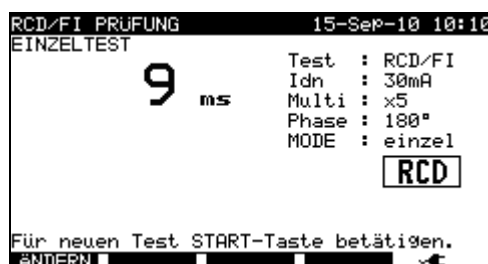 RCD/FI PRÜFUNG 15-Sep-10 10:10
EINZELTEST
9 ms
Test : RCD/FI
Idn : 30mA
Multi : x5
Phase : 180°
MODE : einzel
RCD
Für neuen Test START-Taste betätigen.
ÄNDERN